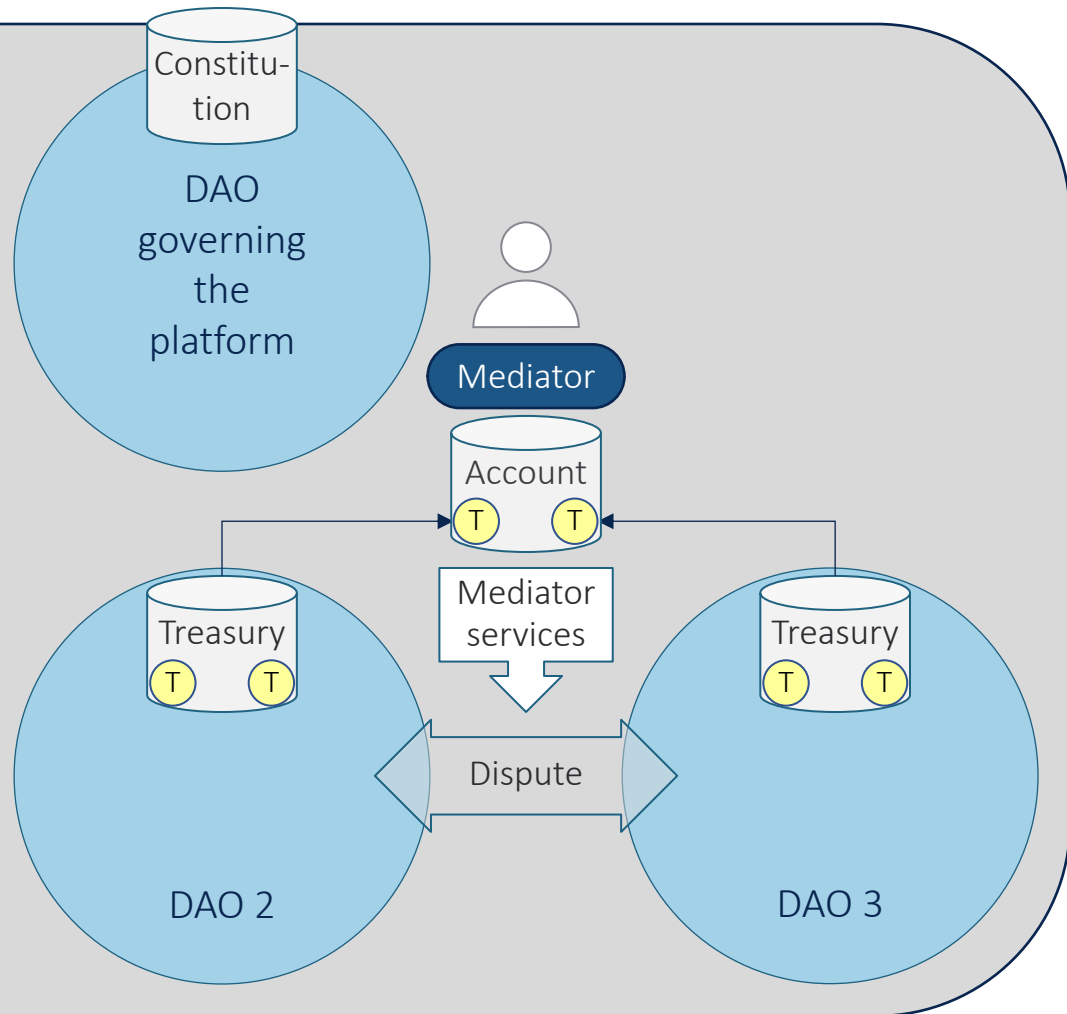 Constitu-
tion
DAO
governing
the
platform
Mediator
Account
T T
Mediator
services
Treasury
T T
Treasury
T T
Dispute
DAO 2
DAO 3